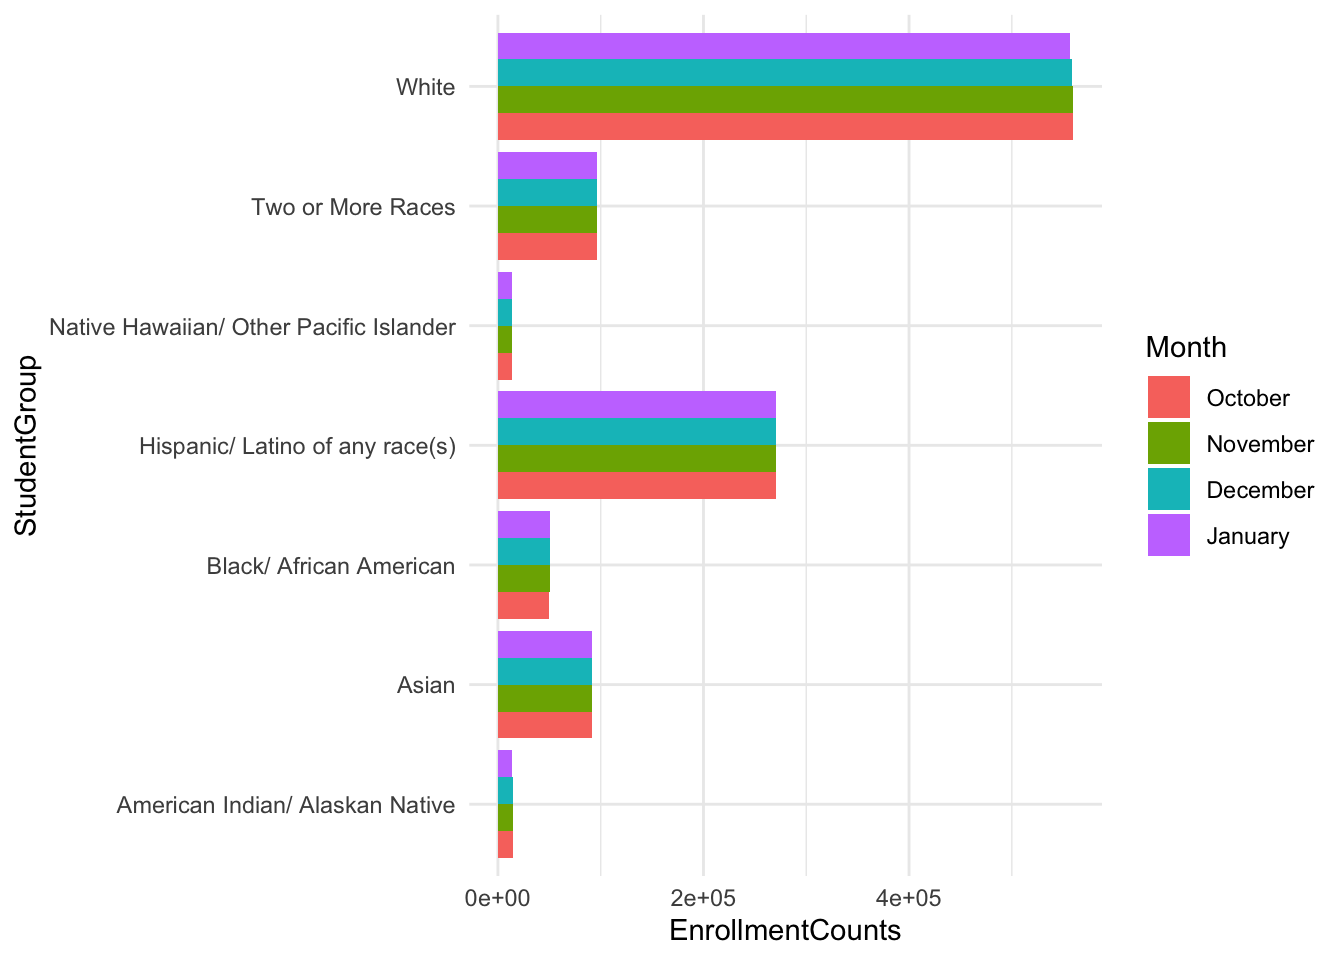 White
Two or More Races
Native Hawaiian/ Other Pacific Islander
Hispanic/ Latino of any race(s)
Black/ African American
Asian
American Indian/ Alaskan Native
StudentGroup
0e+00 2e+05 4e+05
EnrollmentCounts
Month
October
November
December
January